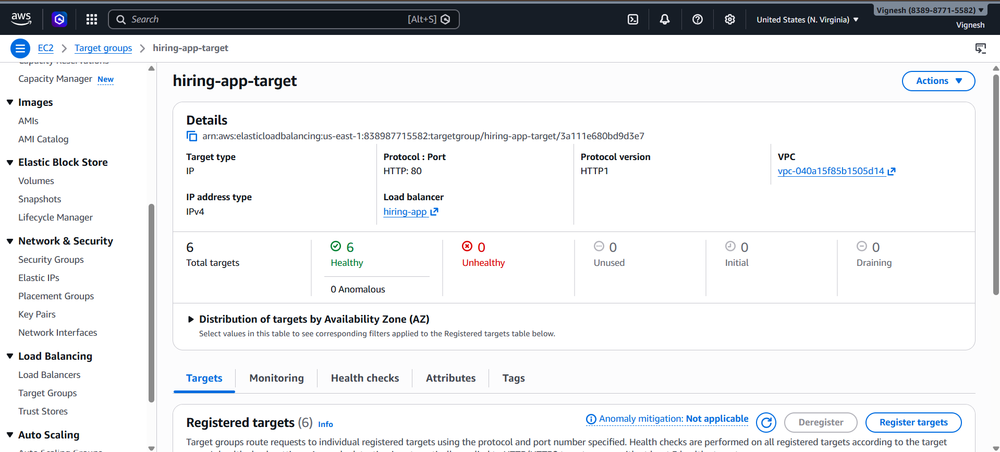 aws
Search
[Alt+S]
United States (N. Virginia)
Vignesh (8389-8771-5582)
Vignesh
EC2
Target groups
hiring-app-target
Capacity Reservations
Capacity Manager New
Images
AMIs
AMI Catalog
Elastic Block Store
Volumes
Snapshots
Lifecycle Manager
Network & Security
Security Groups
Elastic IPs
Placement Groups
Key Pairs
Network Interfaces
Load Balancing
Load Balancers
Target Groups
Trust Stores
Auto Scaling
Auto Scaling Groups
hiring-app-target
Actions
Details
arn:aws:elasticloadbalancing:us-east-1:838987715582:targetgroup/hiring-app-target/3a111e680bd9d3e7
Target type
IP
Protocol : Port
HTTP: 80
Protocol version
HTTP1
VPC
vpc-040a15f85b1505d14
IP address type
IPv4
Load balancer
hiring-app
6
Total targets
6
Healthy
0 Anomalous
0
Unhealthy
0
Unused
0
Initial
0
Draining
Distribution of targets by Availability Zone (AZ)
Select values in this table to see corresponding filters applied to the Registered targets table below.
Targets
Monitoring
Health checks
Attributes
Tags
Registered targets (6) Info
Anomaly mitigation: Not applicable
Deregister
Register targets
Target groups route requests to individual registered targets using the protocol and port number specified. Health checks are performed on all registered targets according to the target